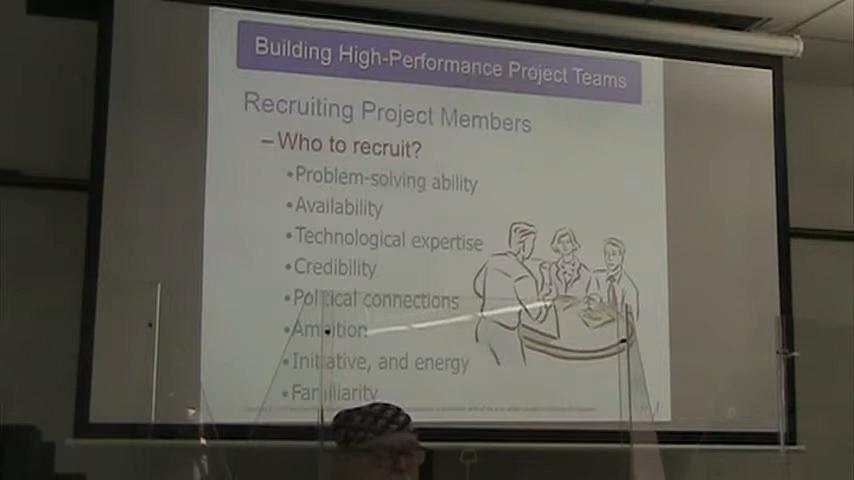 Building High-Performance Project Teams
Recruiting Project Members
– Who to recruit?
•Problem-solving ability
•Availability
•Technological expertise
•Credibility
•Political connections
•Ambition
•Initiative, and energy
•Familiarity